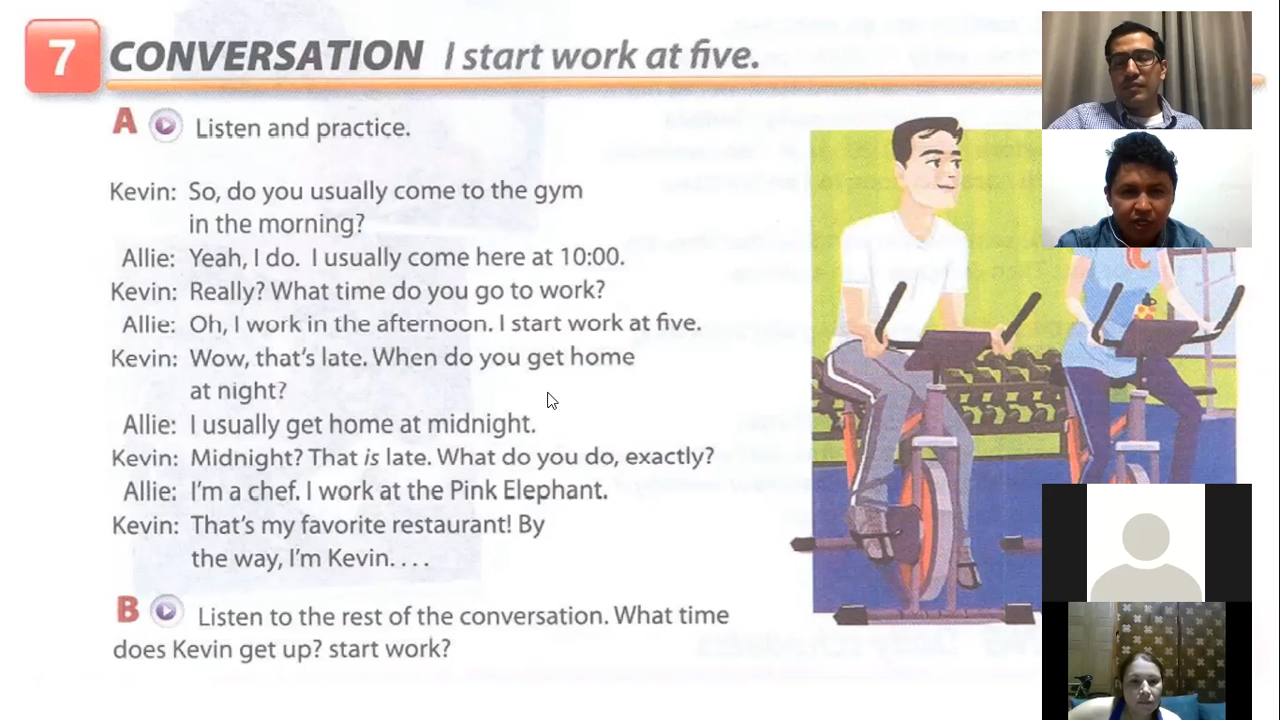 7 CONVERSATION I start work at five.
A Listen and practice.
Kevin: So, do you usually come to the gym
in the morning?
Allie: Yeah, I do. I usually come here at 10:00.
Kevin: Really? What time do you go to work?
Allie: Oh, I work in the afternoon. I start work at five.
Kevin: Wow, that's late. When do you get home
at night?
Allie: I usually get home at midnight.
Kevin: Midnight? That is late. What do you do, exactly?
Allie: I'm a chef. I work at the Pink Elephant.
Kevin: That's my favorite restaurant! By
the way, I'm Kevin. . . .
B Listen to the rest of the conversation. What time
does Kevin get up? start work?